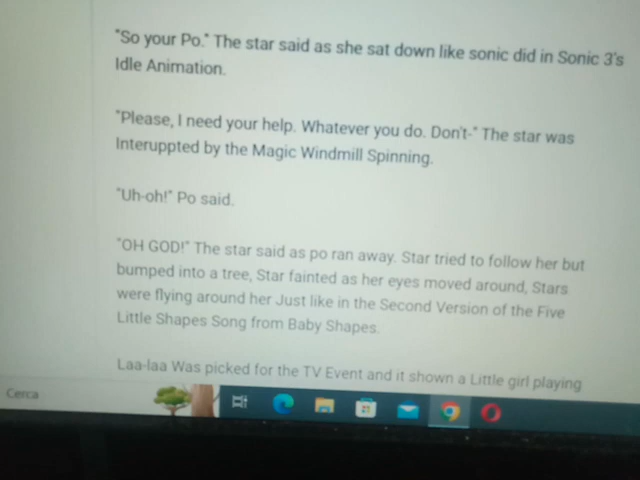 "So your Po." The star said as she sat down like sonic did in Sonic 3's
Idle Animation.
"Please, I need your help. Whatever you do. Don't-" The star was
Interuppted by the Magic Windmill Spinning.
"Uh-oh!" Po said.
"OH GOD!" The star said as po ran away. Star tried to follow her but
bumped into a tree, Star fainted as her eyes moved around, Stars
were flying around her Just like in the Second Version of the Five
Little Shapes Song from Baby Shapes.
Laa-laa Was picked for the TV Event and it shown a Little girl playing
Cerca